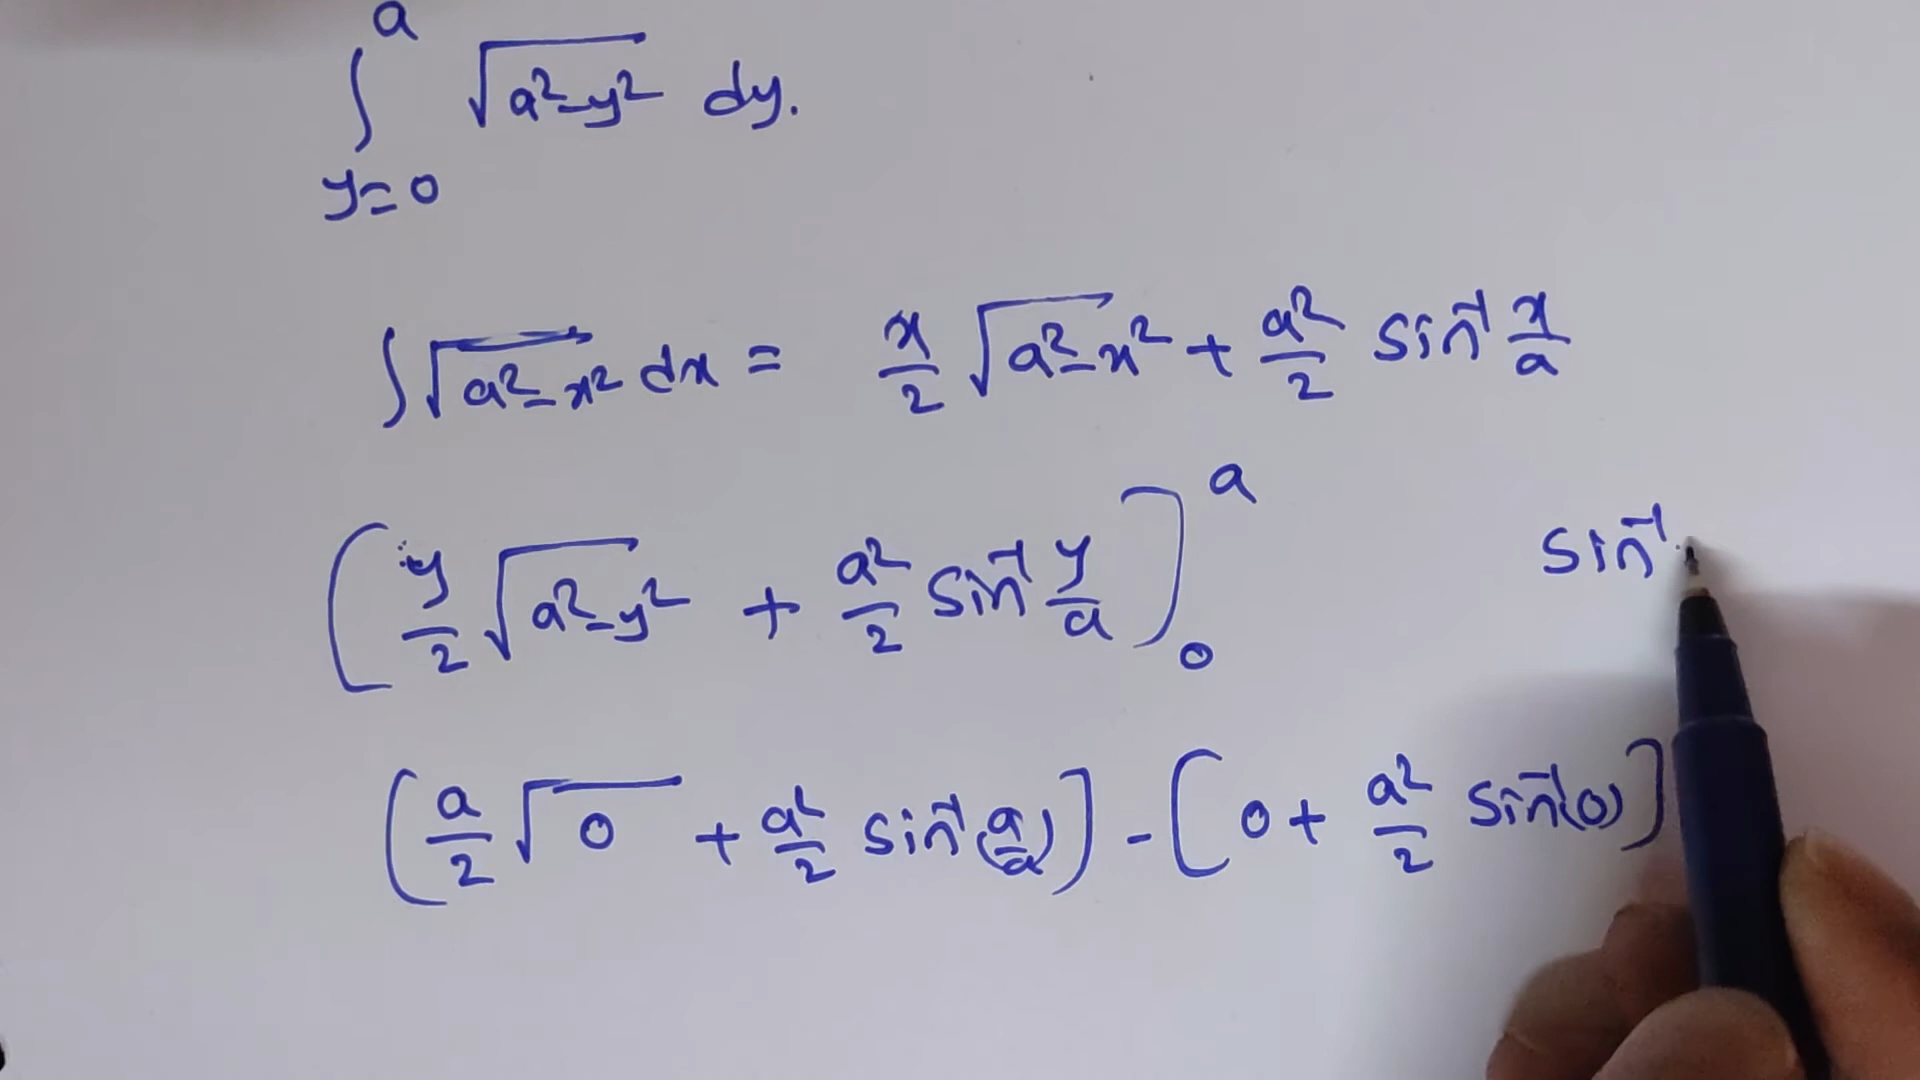 ∫_{y=0}^{a} √(a²-y²) dy.
∫√(a²-x²) dx = x/2 √(a²-x²) + a²/2 sin⁻¹ x/a
[y/2 √(a²-y²) + a²/2 sin⁻¹ y/a]₀ᵃ
sin⁻¹
[a/2 √0 + a²/2 sin⁻¹(a/a)] - [0 + a²/2 sin⁻¹(0)]